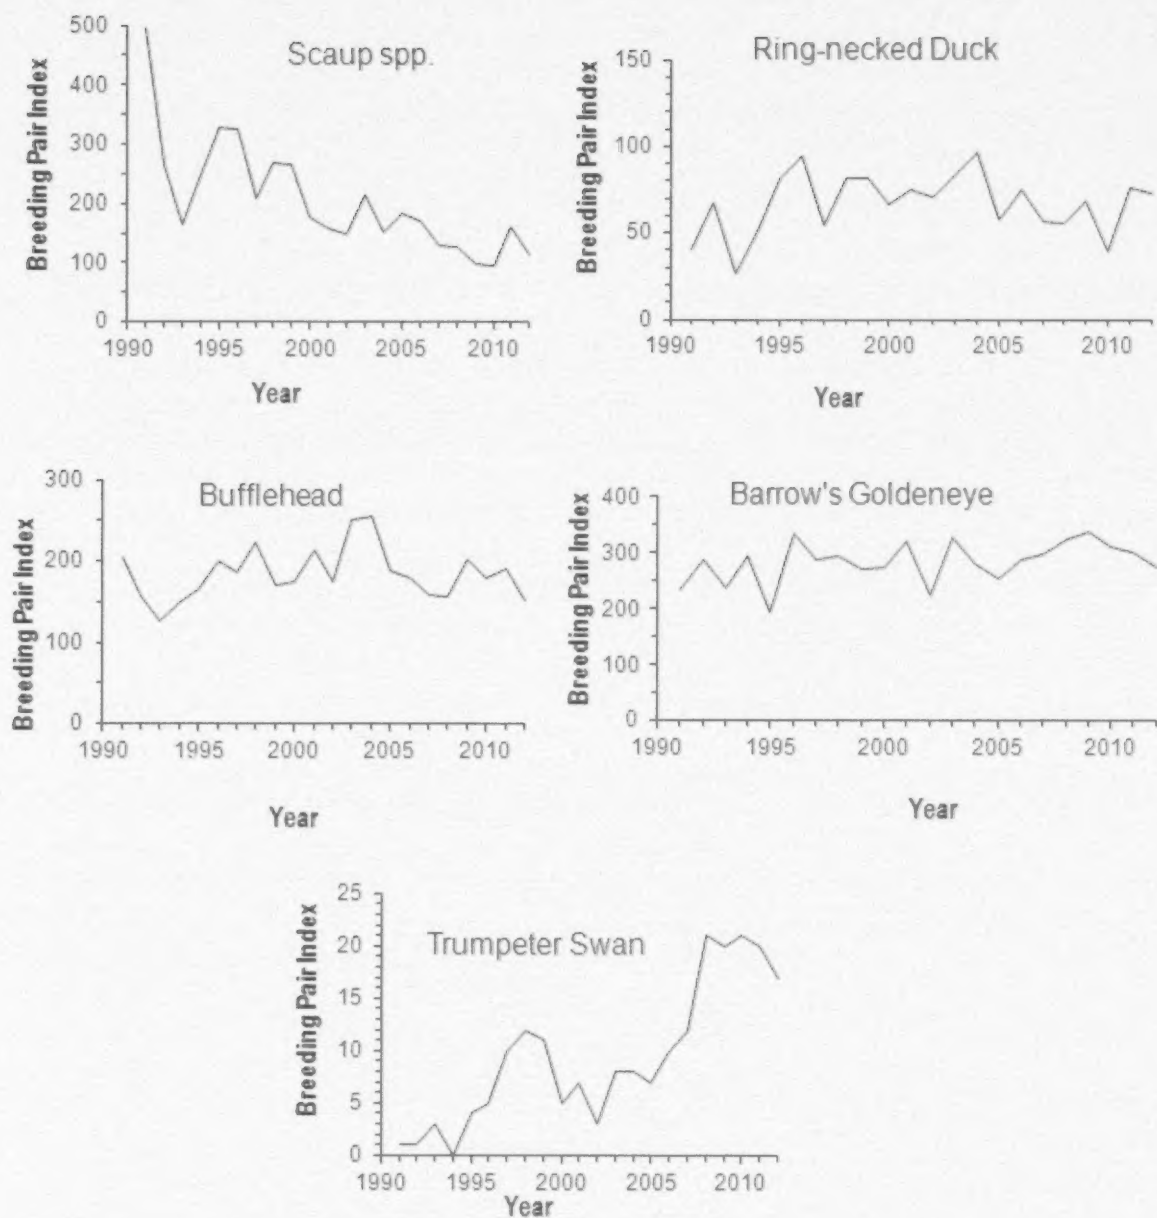 Scaup spp.
Breeding Pair Index
500
400
300
200
100
0
1990 1995 2000 2005 2010
Year
Ring-necked Duck
Breeding Pair Index
150
100
50
0
1990 1995 2000 2005 2010
Year
Bufflehead
Breeding Pair Index
300
200
100
0
1990 1995 2000 2005 2010
Year
Barrow's Goldeneye
Breeding Pair Index
400
300
200
100
0
1990 1995 2000 2005 2010
Year
Trumpeter Swan
Breeding Pair Index
25
20
15
10
5
0
1990 1995 2000 2005 2010
Year